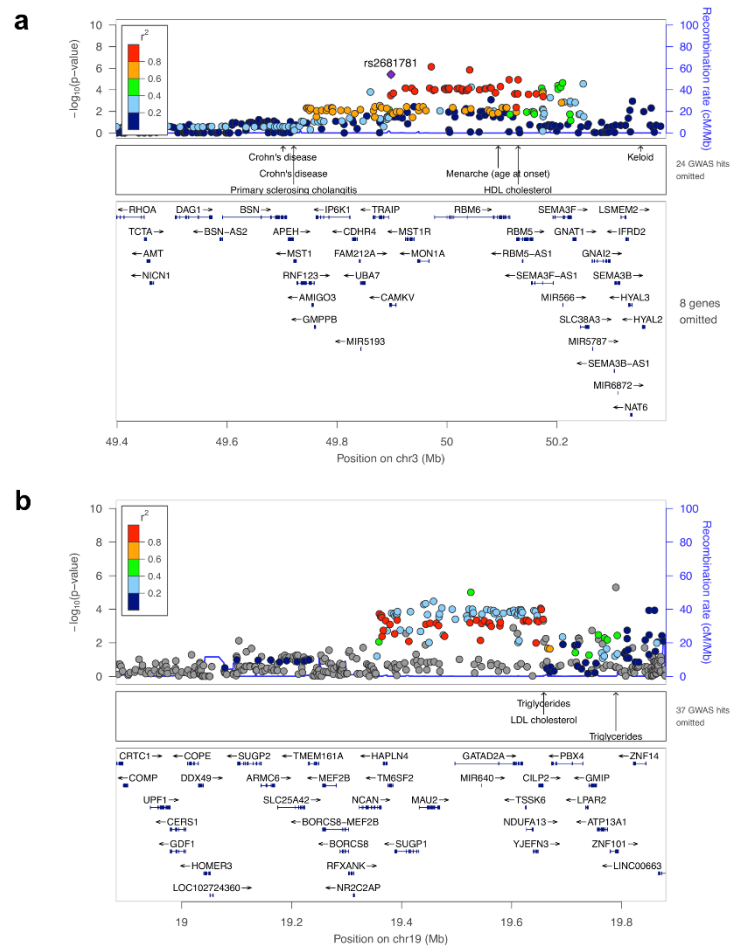 a
r²
0.8
0.6
0.4
0.2
rs2681781
−log₁₀(p−value)
10
8
6
4
2
0
100
80
60
40
20
0
Recombination rate (cM/Mb)
Crohn's disease
Crohn's disease
Primary sclerosing cholangitis
Menarche (age at onset)
HDL cholesterol
Keloid
24 GWAS hits
omitted
←RHOA DAG1→ BSN→ ←IP6K1 ←TRAIP RBM6→ SEMA3F→ LSMEM2→
TCTA→ ←BSN−AS2 APEH→ ←CDHR4 ←MST1R RBM5→ GNAT1→ ←IFRD2
←AMT ←MST1 FAM212A→ ←MON1A ←RBM5−AS1 GNAI2→
←NICN1 RNF123→ ←UBA7 ←SEMA3F−AS1 SEMA3B→
←AMIGO3 ←CAMKV MIR566→ ←HYAL3
←GMPPB SLC38A3→ ←HYAL2
←MIR5193 MIR5787→
←SEMA3B−AS1
MIR6872→
←NAT6
8 genes
omitted
49.4 49.6 49.8 50 50.2
Position on chr3 (Mb)
b
r²
0.8
0.6
0.4
0.2
−log₁₀(p−value)
10
8
6
4
2
0
100
80
60
40
20
0
Recombination rate (cM/Mb)
Triglycerides
LDL cholesterol
Triglycerides
37 GWAS hits
omitted
CRTC1→ ←COPE ←SUGP2 ←TMEM161A ←HAPLN4 GATAD2A→ ←PBX4 ←ZNF14
←COMP DDX49→ ARMC6→ ←MEF2B ←TM6SF2 MIR640→ CILP2→ ←GMIP
UPF1→ SLC25A42→ NCAN→ MAU2→ ←TSSK6 ←LPAR2
←CERS1 ←BORCS8−MEF2B NDUFA13→ ←ATP13A1
←GDF1 ←BORCS8 ←SUGP1 YJEFN3→ ZNF101→
←HOMER3 RFXANK→ ←LINC00663
LOC102724360→ ←NR2C2AP
19 19.2 19.4 19.6 19.8
Position on chr19 (Mb)